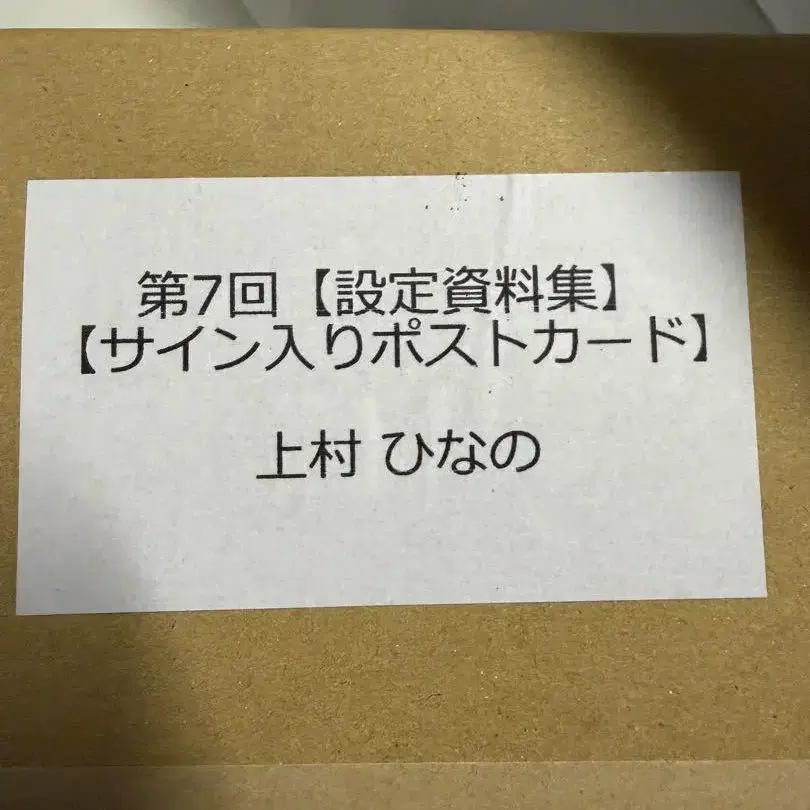 第7回【設定資料集】
【サイン入りポストカード】
上村 ひなの